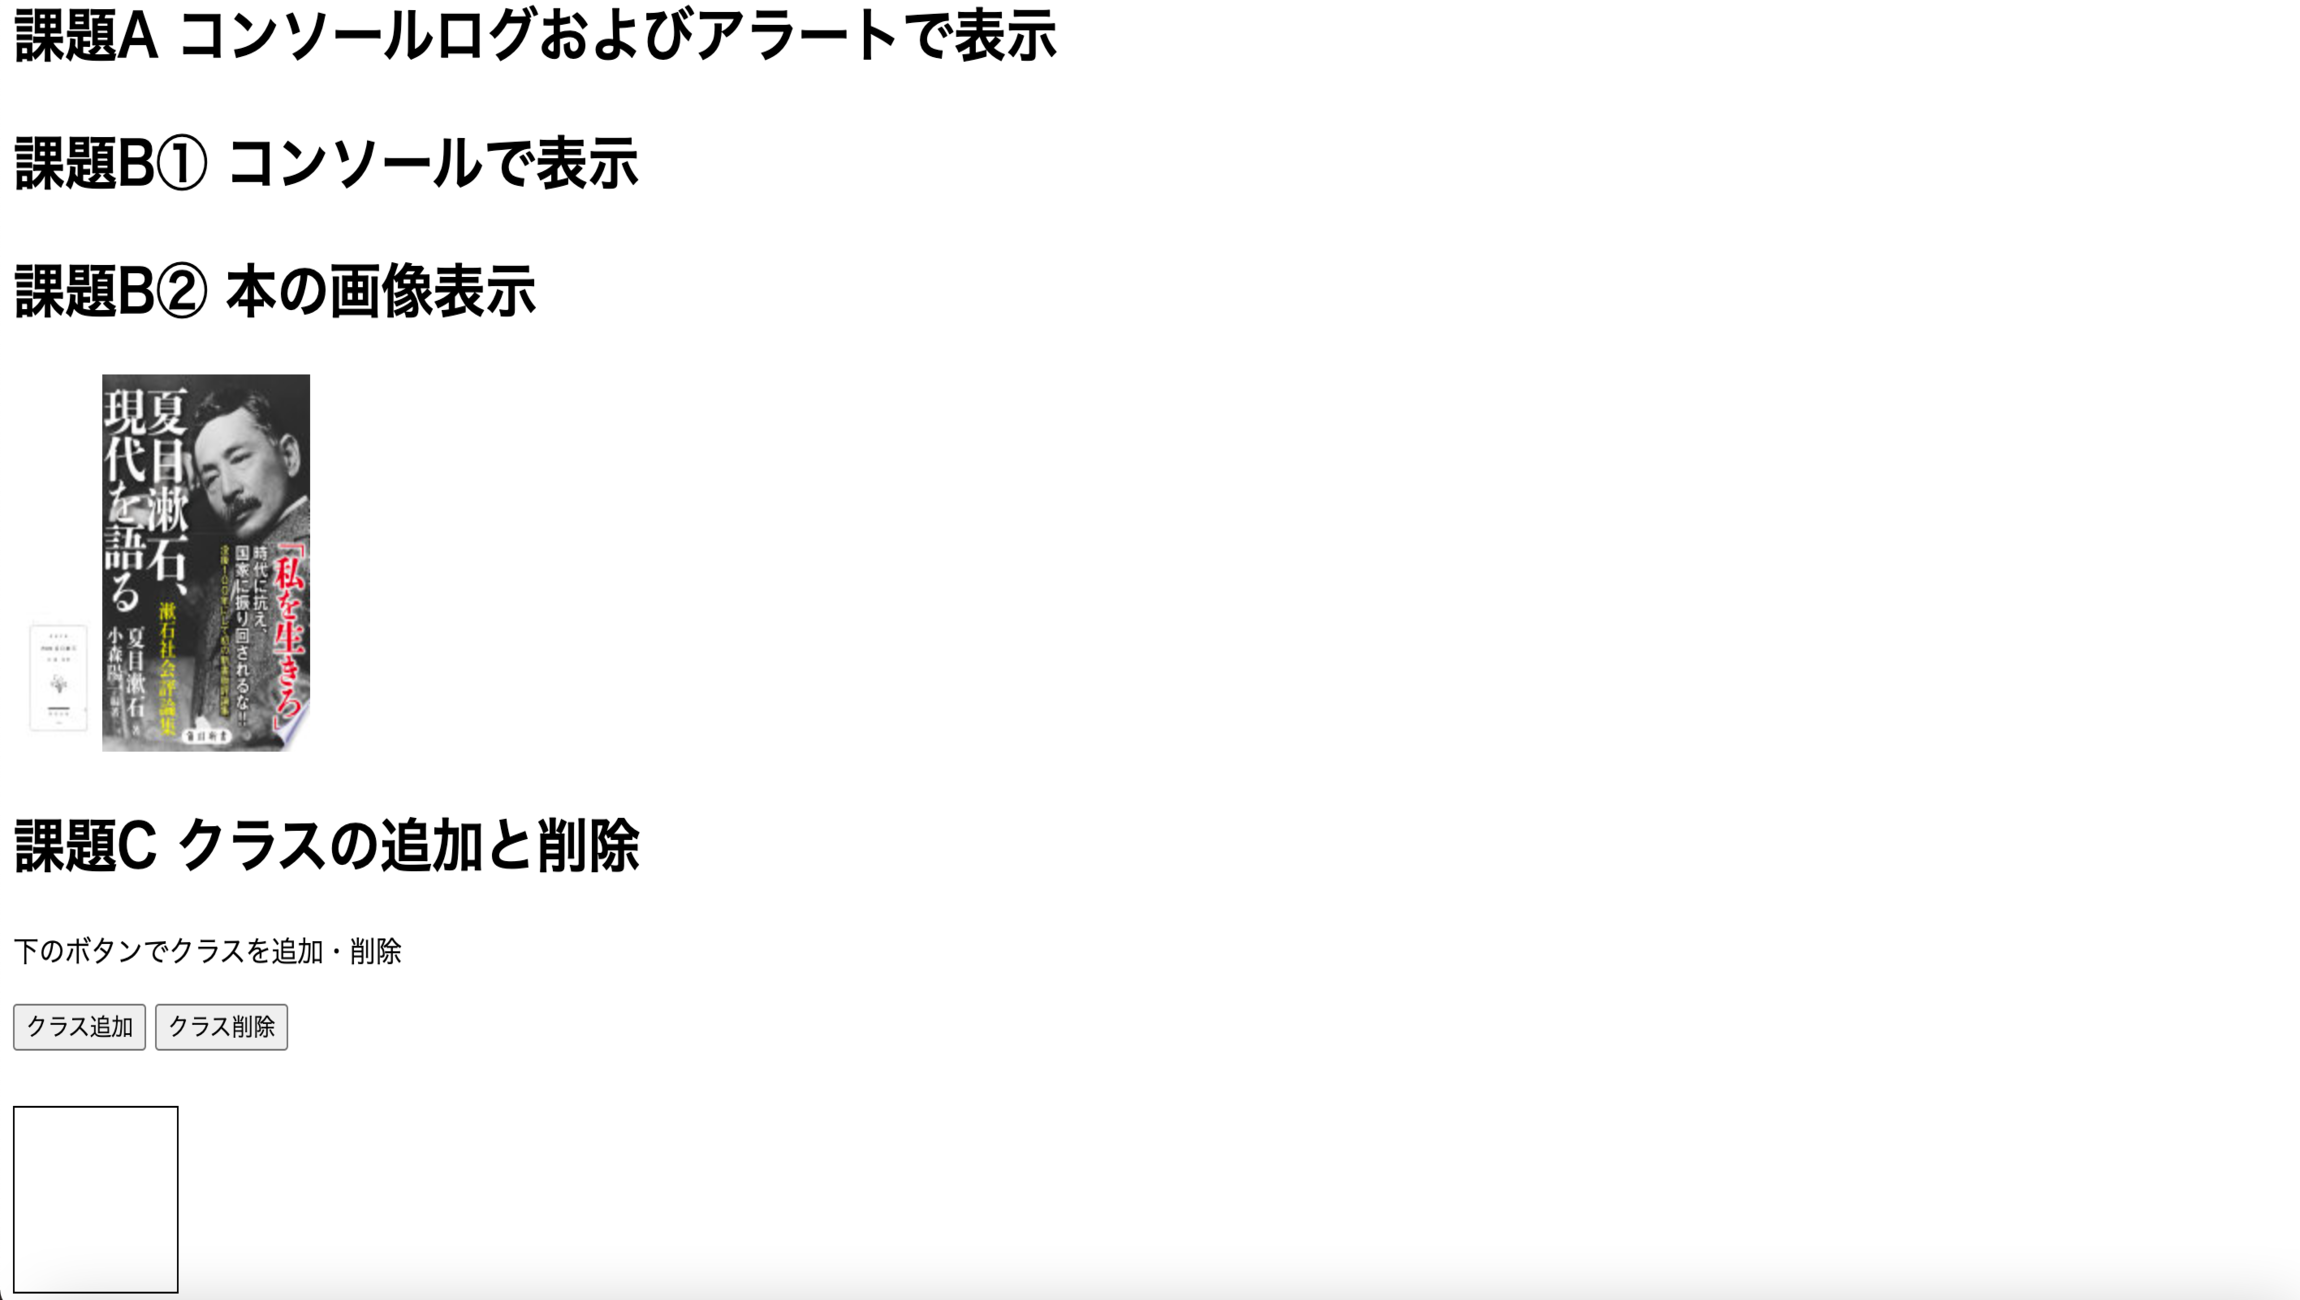 課題A コンソールログおよびアラートで表示
課題B① コンソールで表示
課題B② 本の画像表示
夏目漱石、
現代を語る
漱石社会評論集
夏目漱石 著
小森陽一 編著
「私を生きろ」
時代に抗え、
国家に振り回されるな!!
角川新書
課題C クラスの追加と削除
下のボタンでクラスを追加・削除
クラス追加 クラス削除